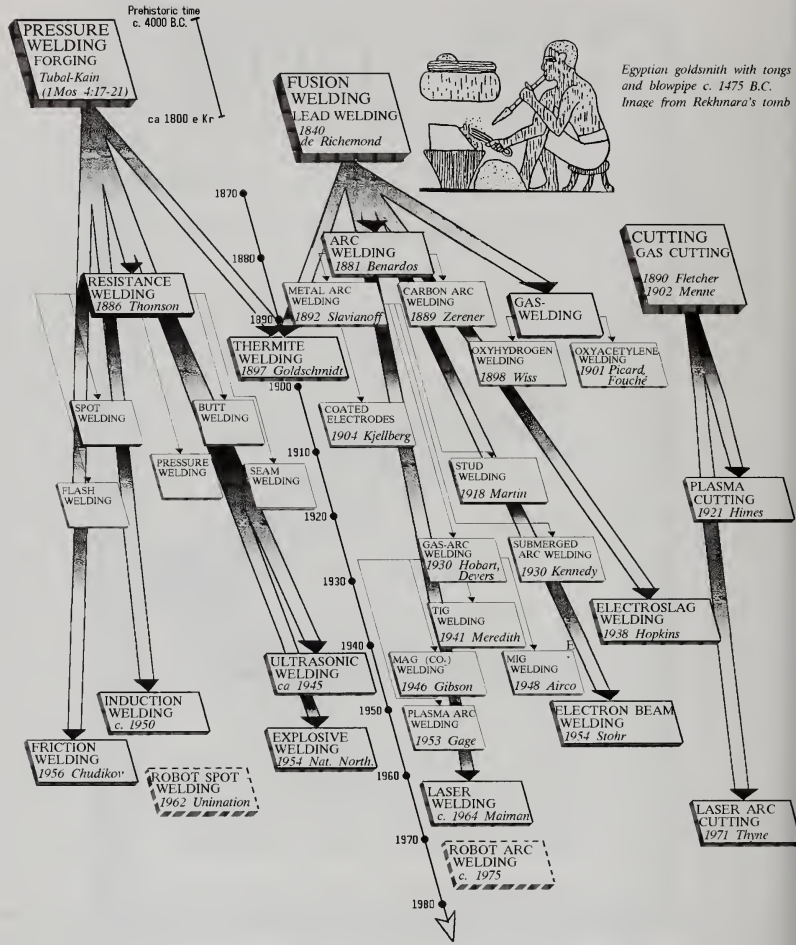 Prehistoric time
c. 4000 B.C.
PRESSURE
WELDING
FORGING
Tubal-Kain
(1Mos 4:17-21)
ca 1800 e Kr
FUSION
WELDING
LEAD WELDING
1840
de Richemond
Egyptian goldsmith with tongs
and blowpipe c. 1475 B.C.
Image from Rekhmara's tomb
1870
1880
1890
1900
1910
1920
1930
1940
1950
1960
1970
1980
ARC
WELDING
1881 Benardos
CUTTING
GAS CUTTING
1890 Fletcher
1902 Menne
RESISTANCE
WELDING
1886 Thomson
METAL ARC
WELDING
1892 Slavianoff
CARBON ARC
WELDING
1889 Zerener
GAS-
WELDING
THERMITE
WELDING
1897 Goldschmidt
OXYHYDROGEN
WELDING
1898 Wiss
OXYACETYLENE
WELDING
1901 Picard,
Fouché
SPOT
WELDING
BUTT
WELDING
COATED
ELECTRODES
1904 Kjellberg
PRESSURE
WELDING
SEAM
WELDING
STUD
WELDING
1918 Martin
FLASH
WELDING
PLASMA
CUTTING
1921 Himes
GAS-ARC
WELDING
1930 Hobart,
Devers
SUBMERGED
ARC WELDING
1930 Kennedy
TIG
WELDING
1941 Meredith
ELECTROSLAG
WELDING
1938 Hopkins
ULTRASONIC
WELDING
ca 1945
MAG (CO-)
WELDING
1946 Gibson
E
MIG
WELDING
1948 Airco
INDUCTION
WELDING
c. 1950
PLASMA ARC
WELDING
1953 Gage
ELECTRON BEAM
WELDING
1954 Stohr
FRICTION
WELDING
1956 Chudikov
EXPLOSIVE
WELDING
1954 Nat. North.
ROBOT SPOT
WELDING
1962 Unimation
LASER
WELDING
c. 1964 Maiman
LASER ARC
CUTTING
1971 Thyne
ROBOT ARC
WELDING
c. 1975